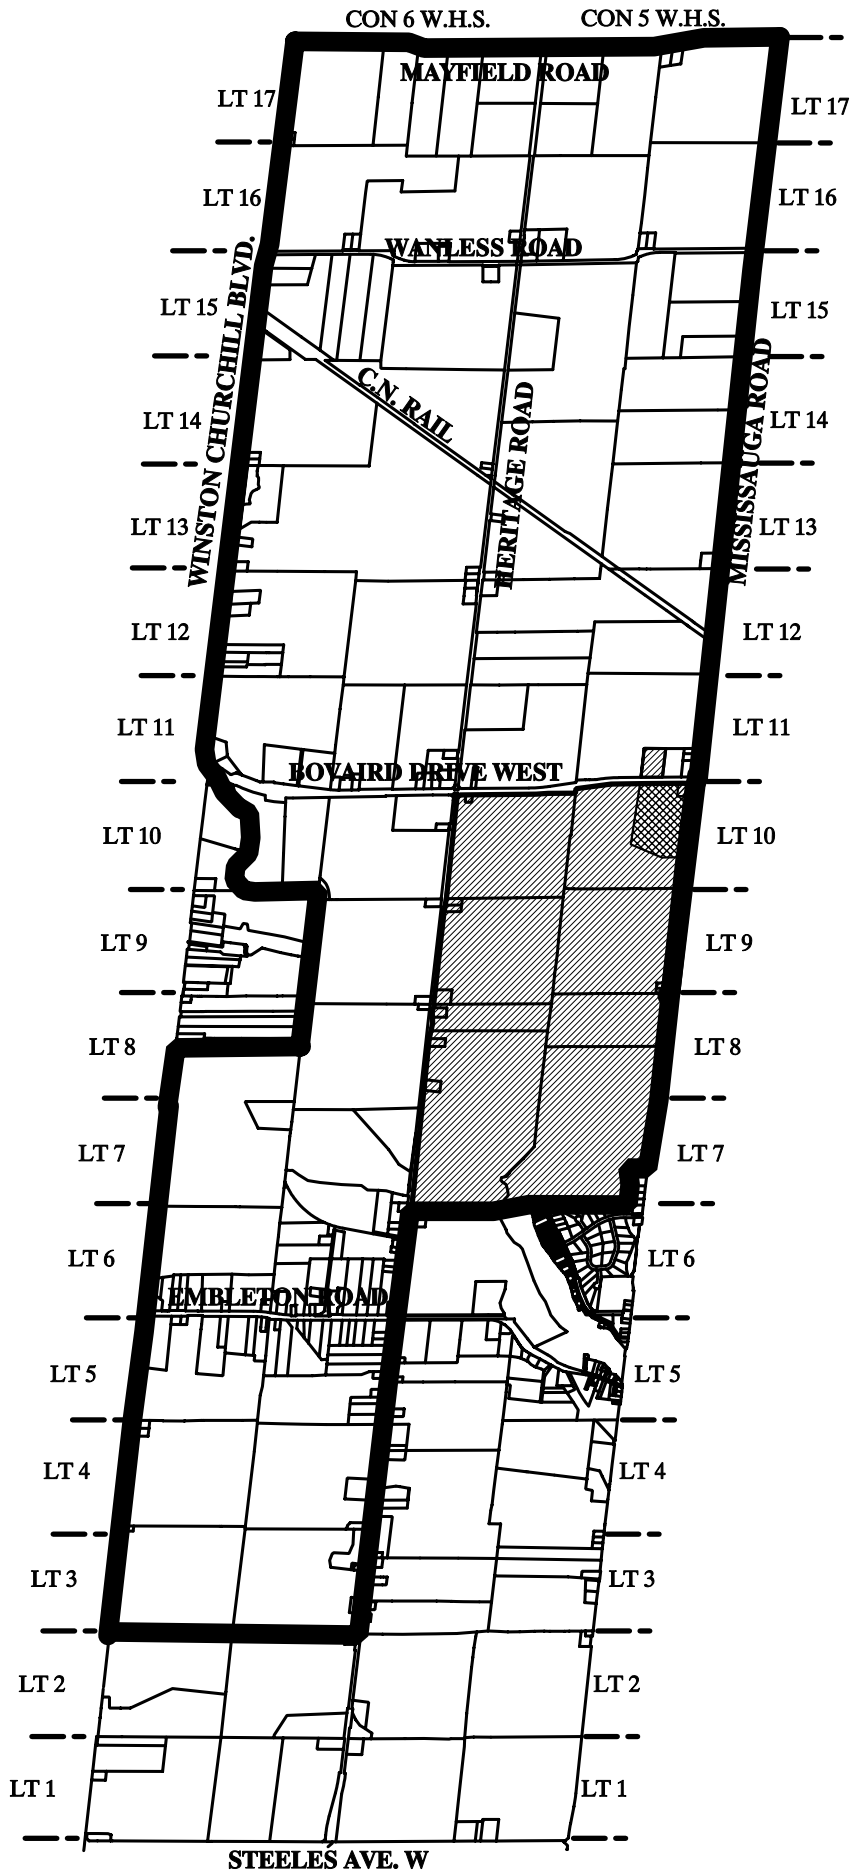 CON 6 W.H.S. CON 5 W.H.S.
MAYFIELD ROAD
LT 17 LT 17
LT 16 LT 16
WANLESS ROAD
WINSTON CHURCHILL BLVD.
LT 15 LT 15
C.N. RAIL
HERITAGE ROAD
MISSISSAUGA ROAD
LT 14 LT 14
LT 13 LT 13
LT 12 LT 12
LT 11 LT 11
BOVAIRD DRIVE WEST
LT 10 LT 10
LT 9 LT 9
LT 8 LT 8
LT 7 LT 7
LT 6 LT 6
EMBLETON ROAD
LT 5 LT 5
LT 4 LT 4
LT 3 LT 3
LT 2 LT 2
LT 1 LT 1
STEELES AVE. W